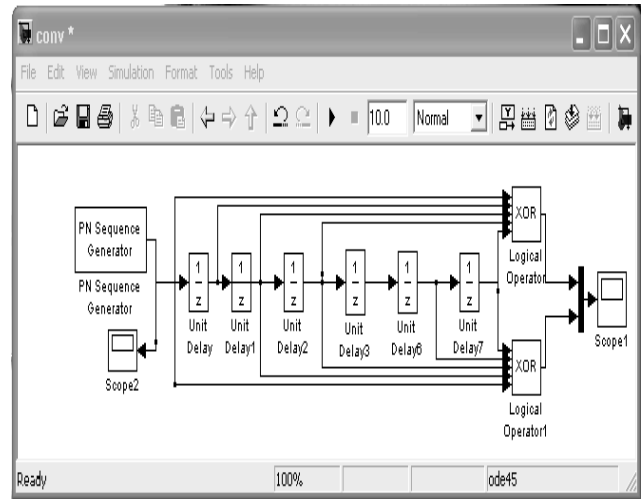 conv *
File Edit View Simulation Format Tools Help
10.0 Normal
PN Sequence
Generator
PN Sequence
Generator
Scope2
1
z
Unit
Delay
1
z
Unit
Delay1
1
z
Unit
Delay2
1
z
Unit
Delay3
1
z
Unit
Delay6
1
z
Unit
Delay7
XOR
Logical
Operator
XOR
Logical
Operator1
Scope1
Ready 100% ode45